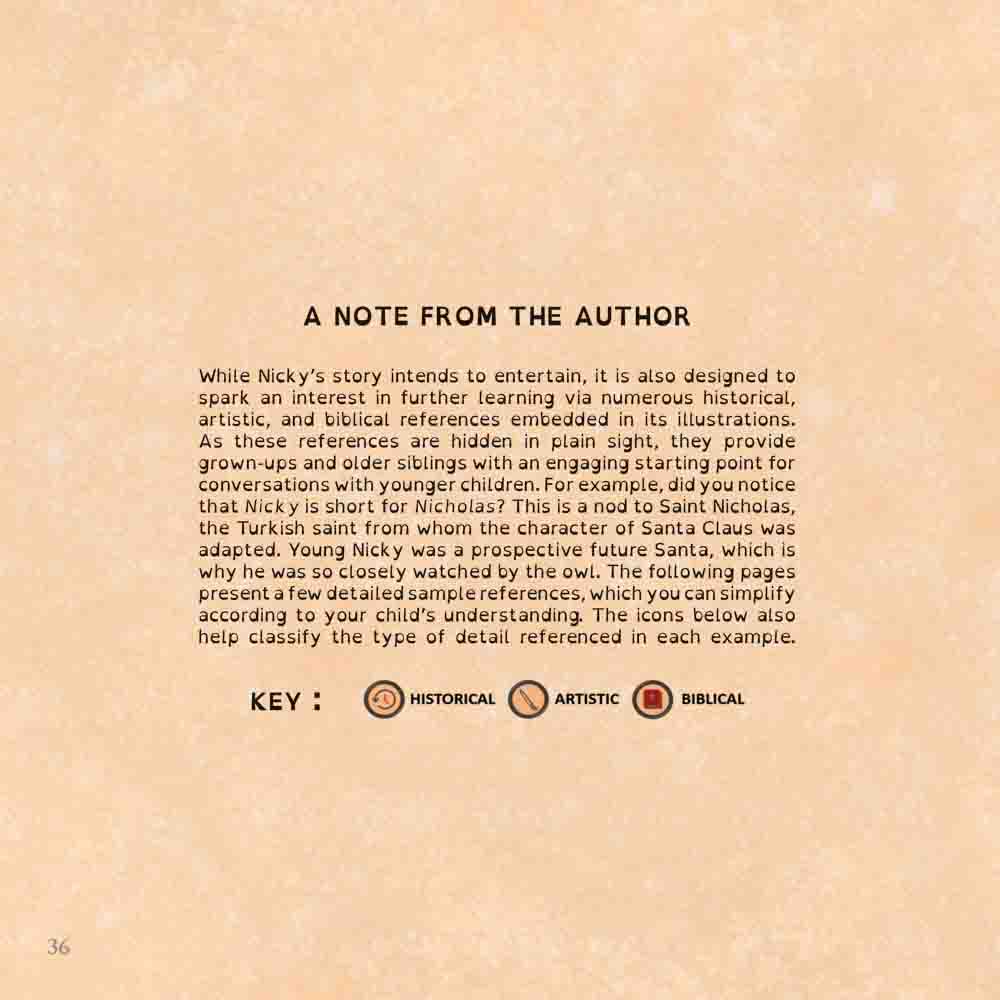 A NOTE FROM THE AUTHOR
While Nicky's story intends to entertain, it is also designed to
spark an interest in further learning via numerous historical,
artistic, and biblical references embedded in its illustrations.
As these references are hidden in plain sight, they provide
grown-ups and older siblings with an engaging starting point for
conversations with younger children. For example, did you notice
that Nicky is short for Nicholas? This is a nod to Saint Nicholas,
the Turkish saint from whom the character of Santa Claus was
adapted. Young Nicky was a prospective future Santa, which is
why he was so closely watched by the owl. The following pages
present a few detailed sample references, which you can simplify
according to your child's understanding. The icons below also
help classify the type of detail referenced in each example.
KEY : HISTORICAL ARTISTIC BIBLICAL
36